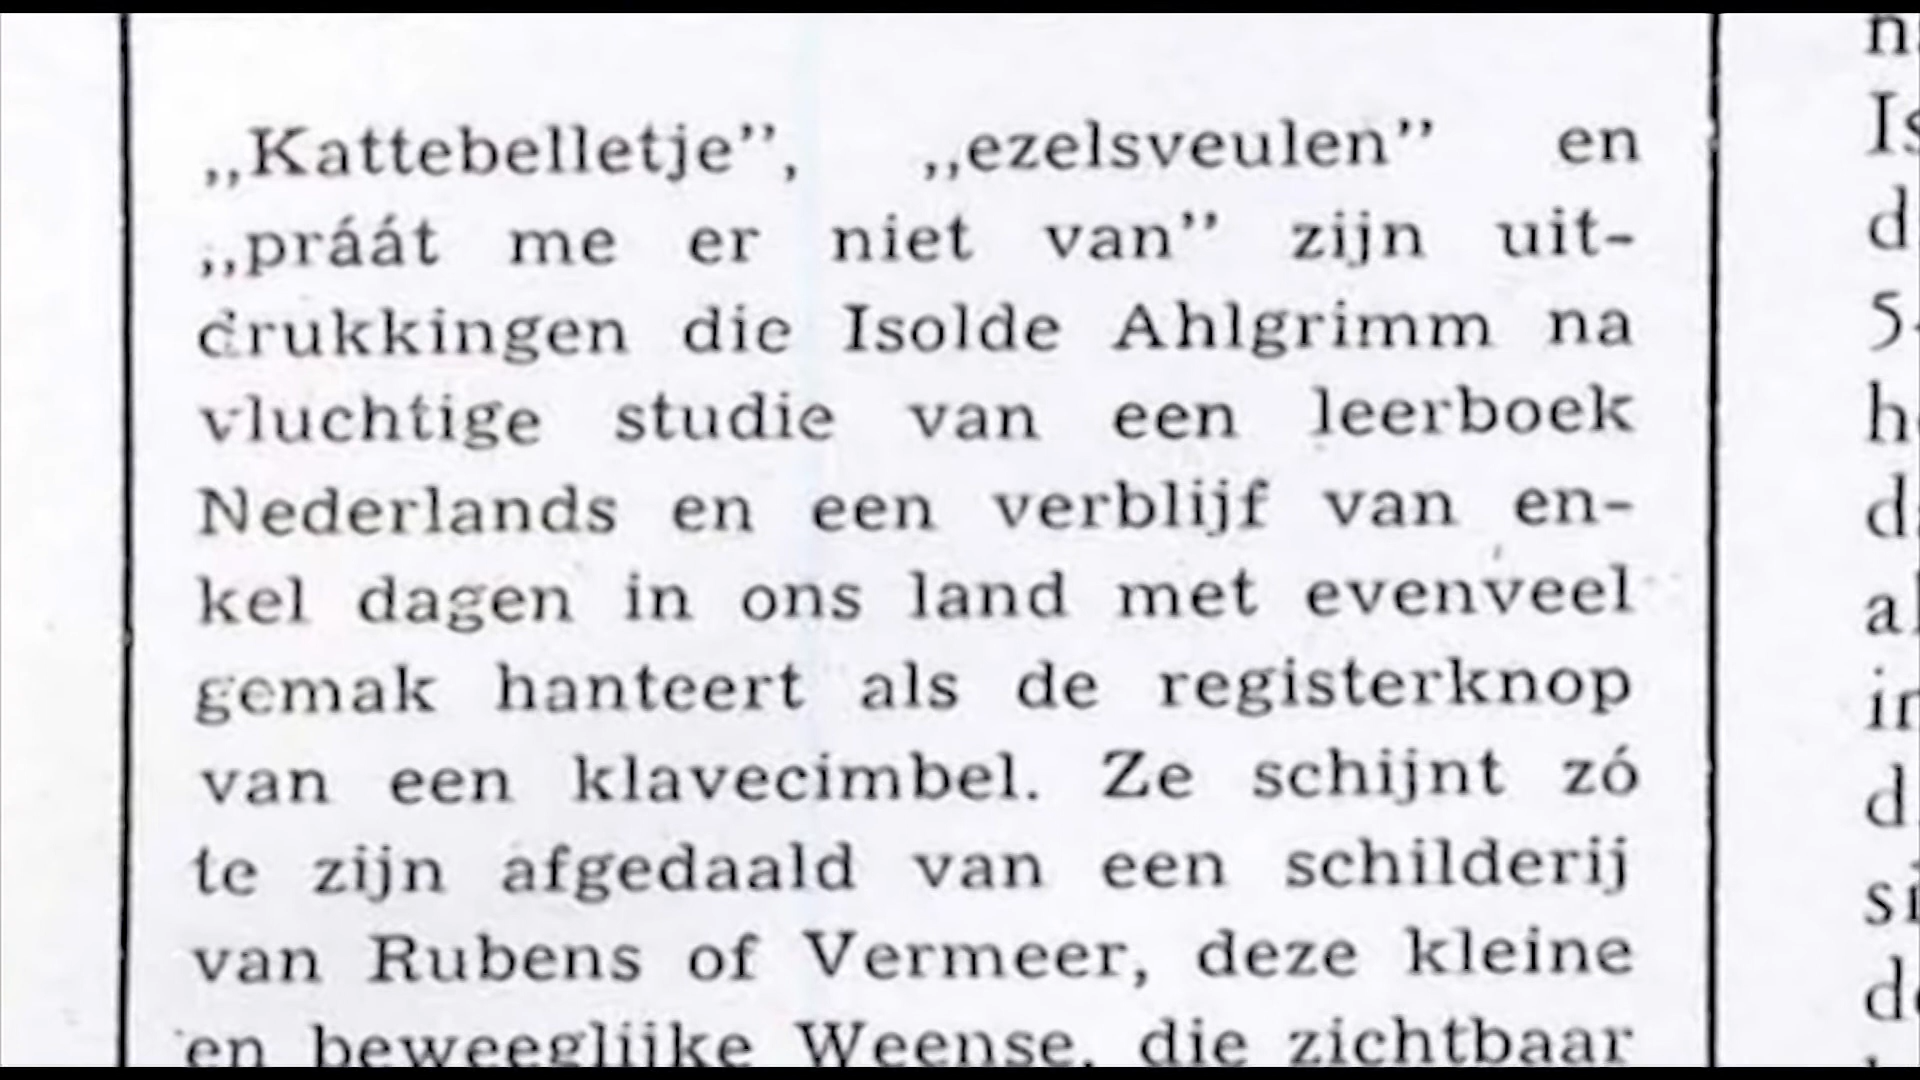 ,,Kattebelletje”, ,,ezelsveulen” en
,,práát me er niet van” zijn uit-
drukkingen die Isolde Ahlgrimm na
vluchtige studie van een leerboek
Nederlands en een verblijf van en-
kel dagen in ons land met evenveel
gemak hanteert als de registerknop
van een klavecimbel. Ze schijnt zó
te zijn afgedaald van een schilderij
van Rubens of Vermeer, deze kleine
en beweeglijke Weense, die zichtbaar